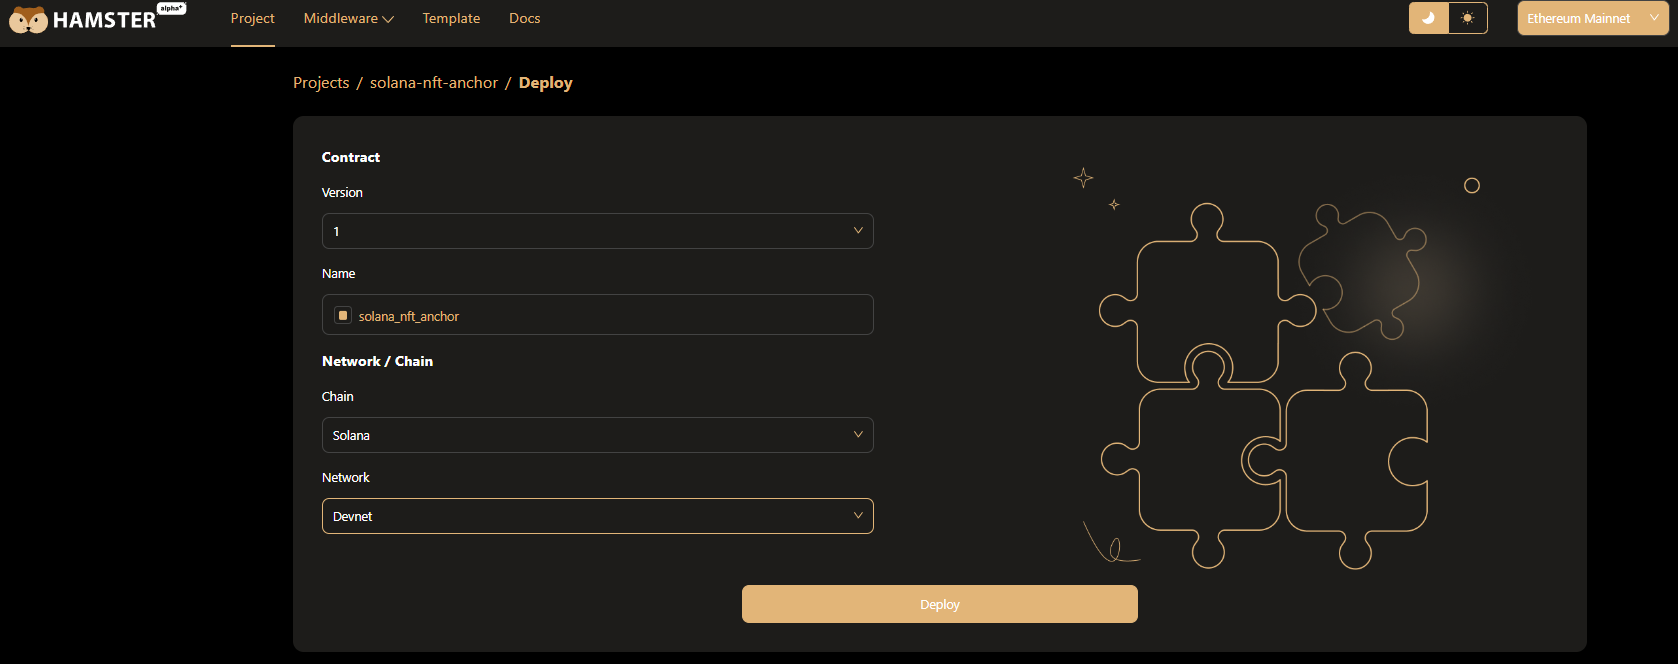 HAMSTER alpha+ Project Middleware Template Docs Ethereum Mainnet
Projects / solana-nft-anchor / Deploy
Contract
Version
1
Name
solana_nft_anchor
Network / Chain
Chain
Solana
Network
Devnet
Deploy